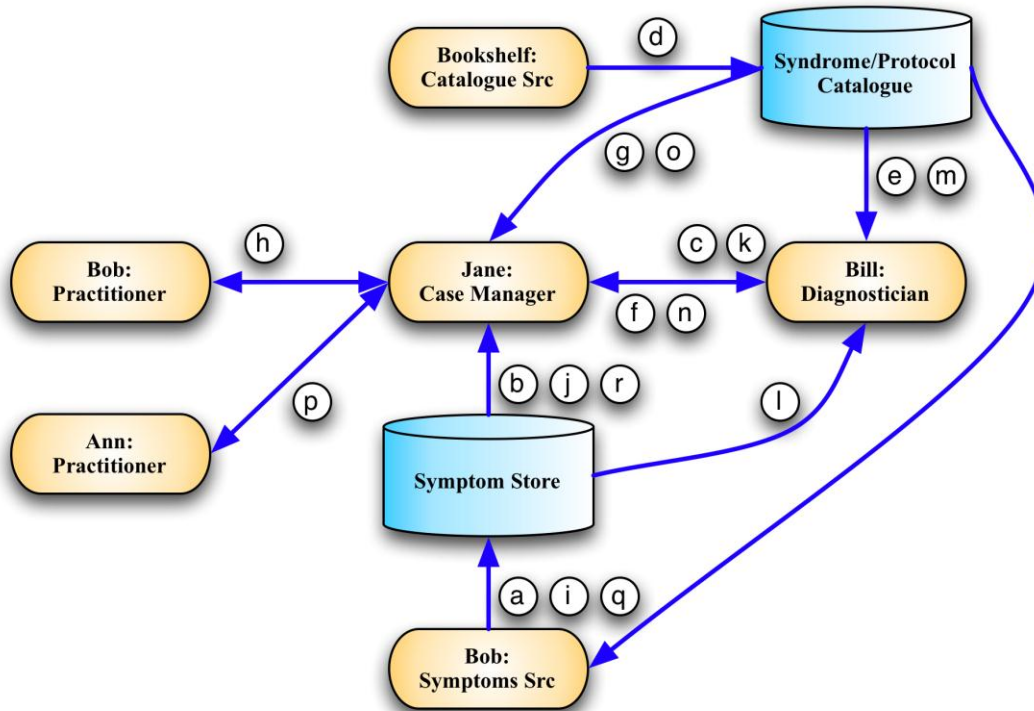 d
Bookshelf:
Catalogue Src
Syndrome/Protocol
Catalogue
g o
e m
h
c k
Bob:
Practitioner
Jane:
Case Manager
Bill:
Diagnostician
f n
b j r
p
l
Ann:
Practitioner
Symptom Store
a i q
Bob:
Symptoms Src